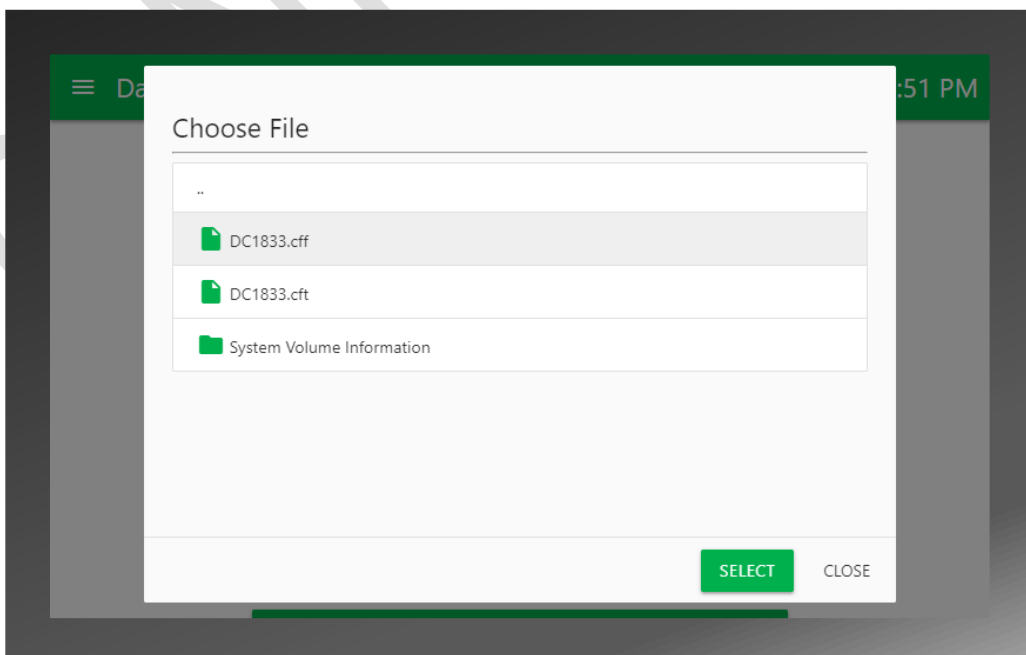 Da
:51 PM
Choose File
..
DC1833.cff
DC1833.cft
System Volume Information
SELECT
CLOSE